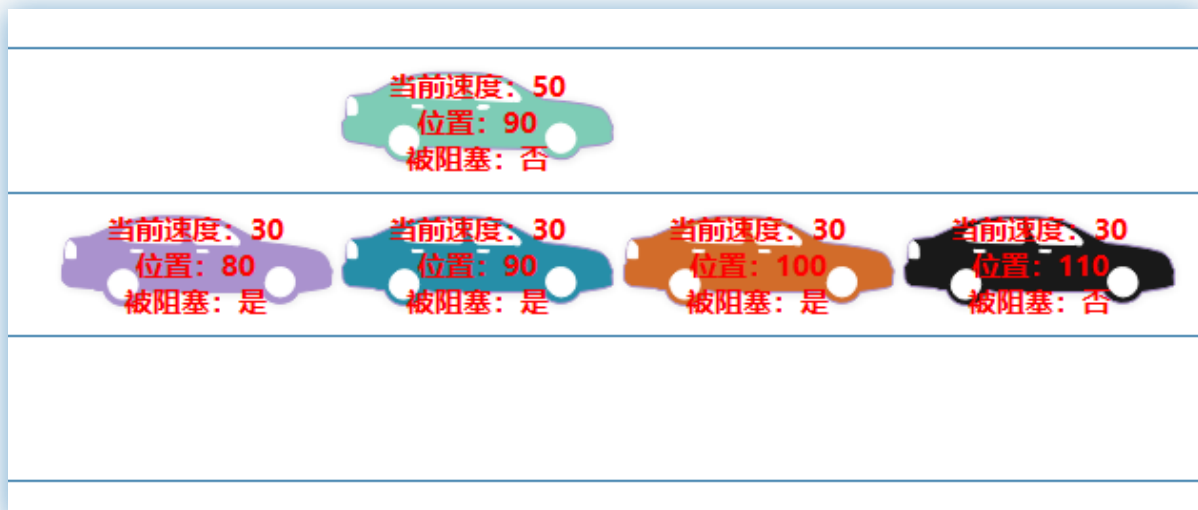 当前速度：50
位置：90
被阻塞：否
当前速度：30
位置：80
被阻塞：是
当前速度：30
位置：90
被阻塞：是
当前速度：30
位置：100
被阻塞：是
当前速度：30
位置：110
被阻塞：否